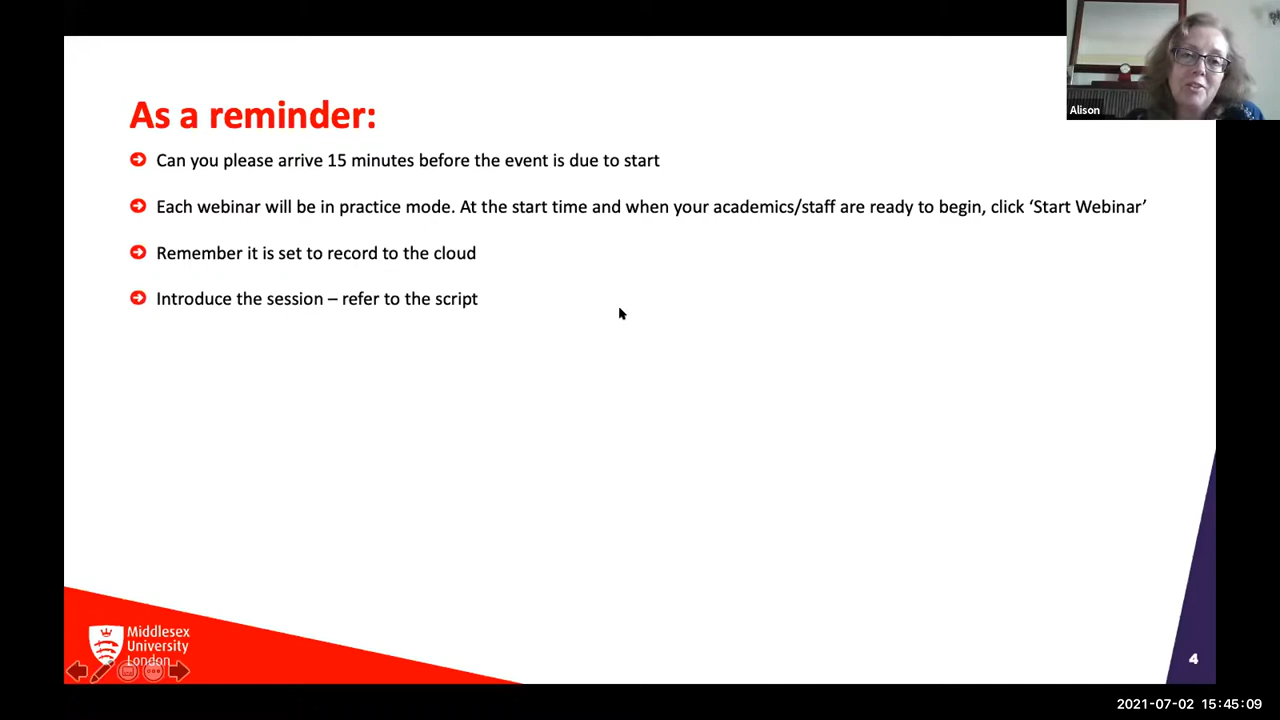 As a reminder:
Can you please arrive 15 minutes before the event is due to start
Each webinar will be in practice mode. At the start time and when your academics/staff are ready to begin, click ‘Start Webinar’
Remember it is set to record to the cloud
Introduce the session – refer to the script
Alison
Middlesex
University
London
4
2021-07-02 15:45:09